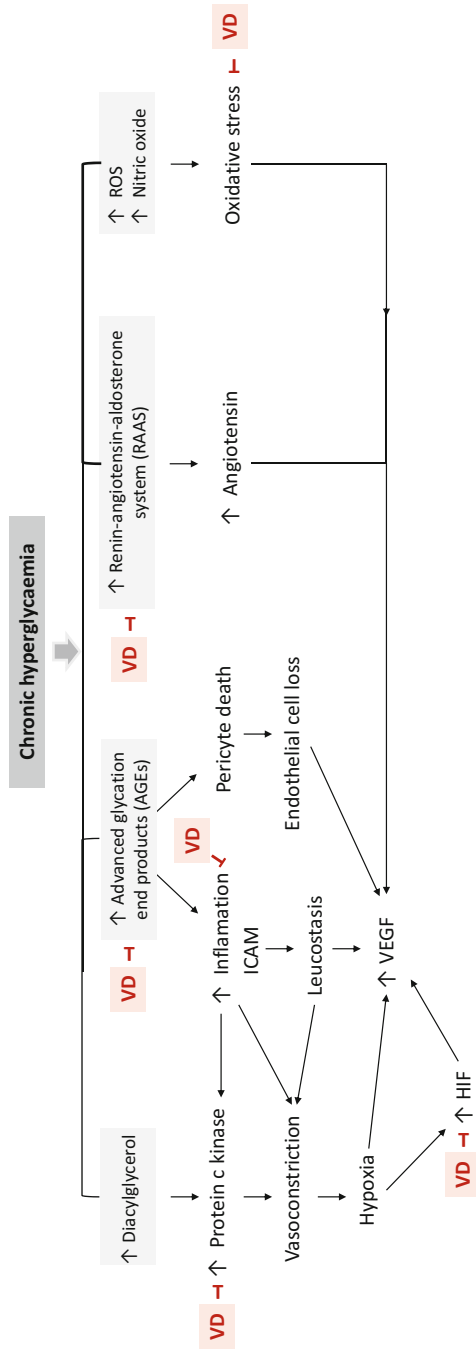 Chronic hyperglycaemia
↑ Diacylglycerol
VD
↑ Advanced glycation
end products (AGEs)
VD
↑ Renin-angiotensin-aldosterone
system (RAAS)
↑ ROS
↑ Nitric oxide
VD
↑ Protein c kinase
↑ Inflamation
ICAM
VD
Pericyte death
↑ Angiotensin
Oxidative stress
VD
Vasoconstriction
Leucostasis
Endothelial cell loss
Hypoxia
↑ VEGF
VD
↑ HIF